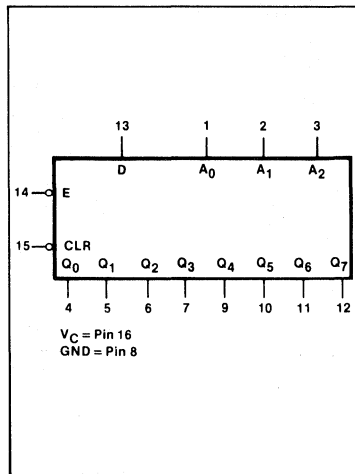 13 1 2 3
D A0 A1 A2
14 E
15 CLR
Q0 Q1 Q2 Q3 Q4 Q5 Q6 Q7
4 5 6 7 9 10 11 12
VC = Pin 16
GND = Pin 8